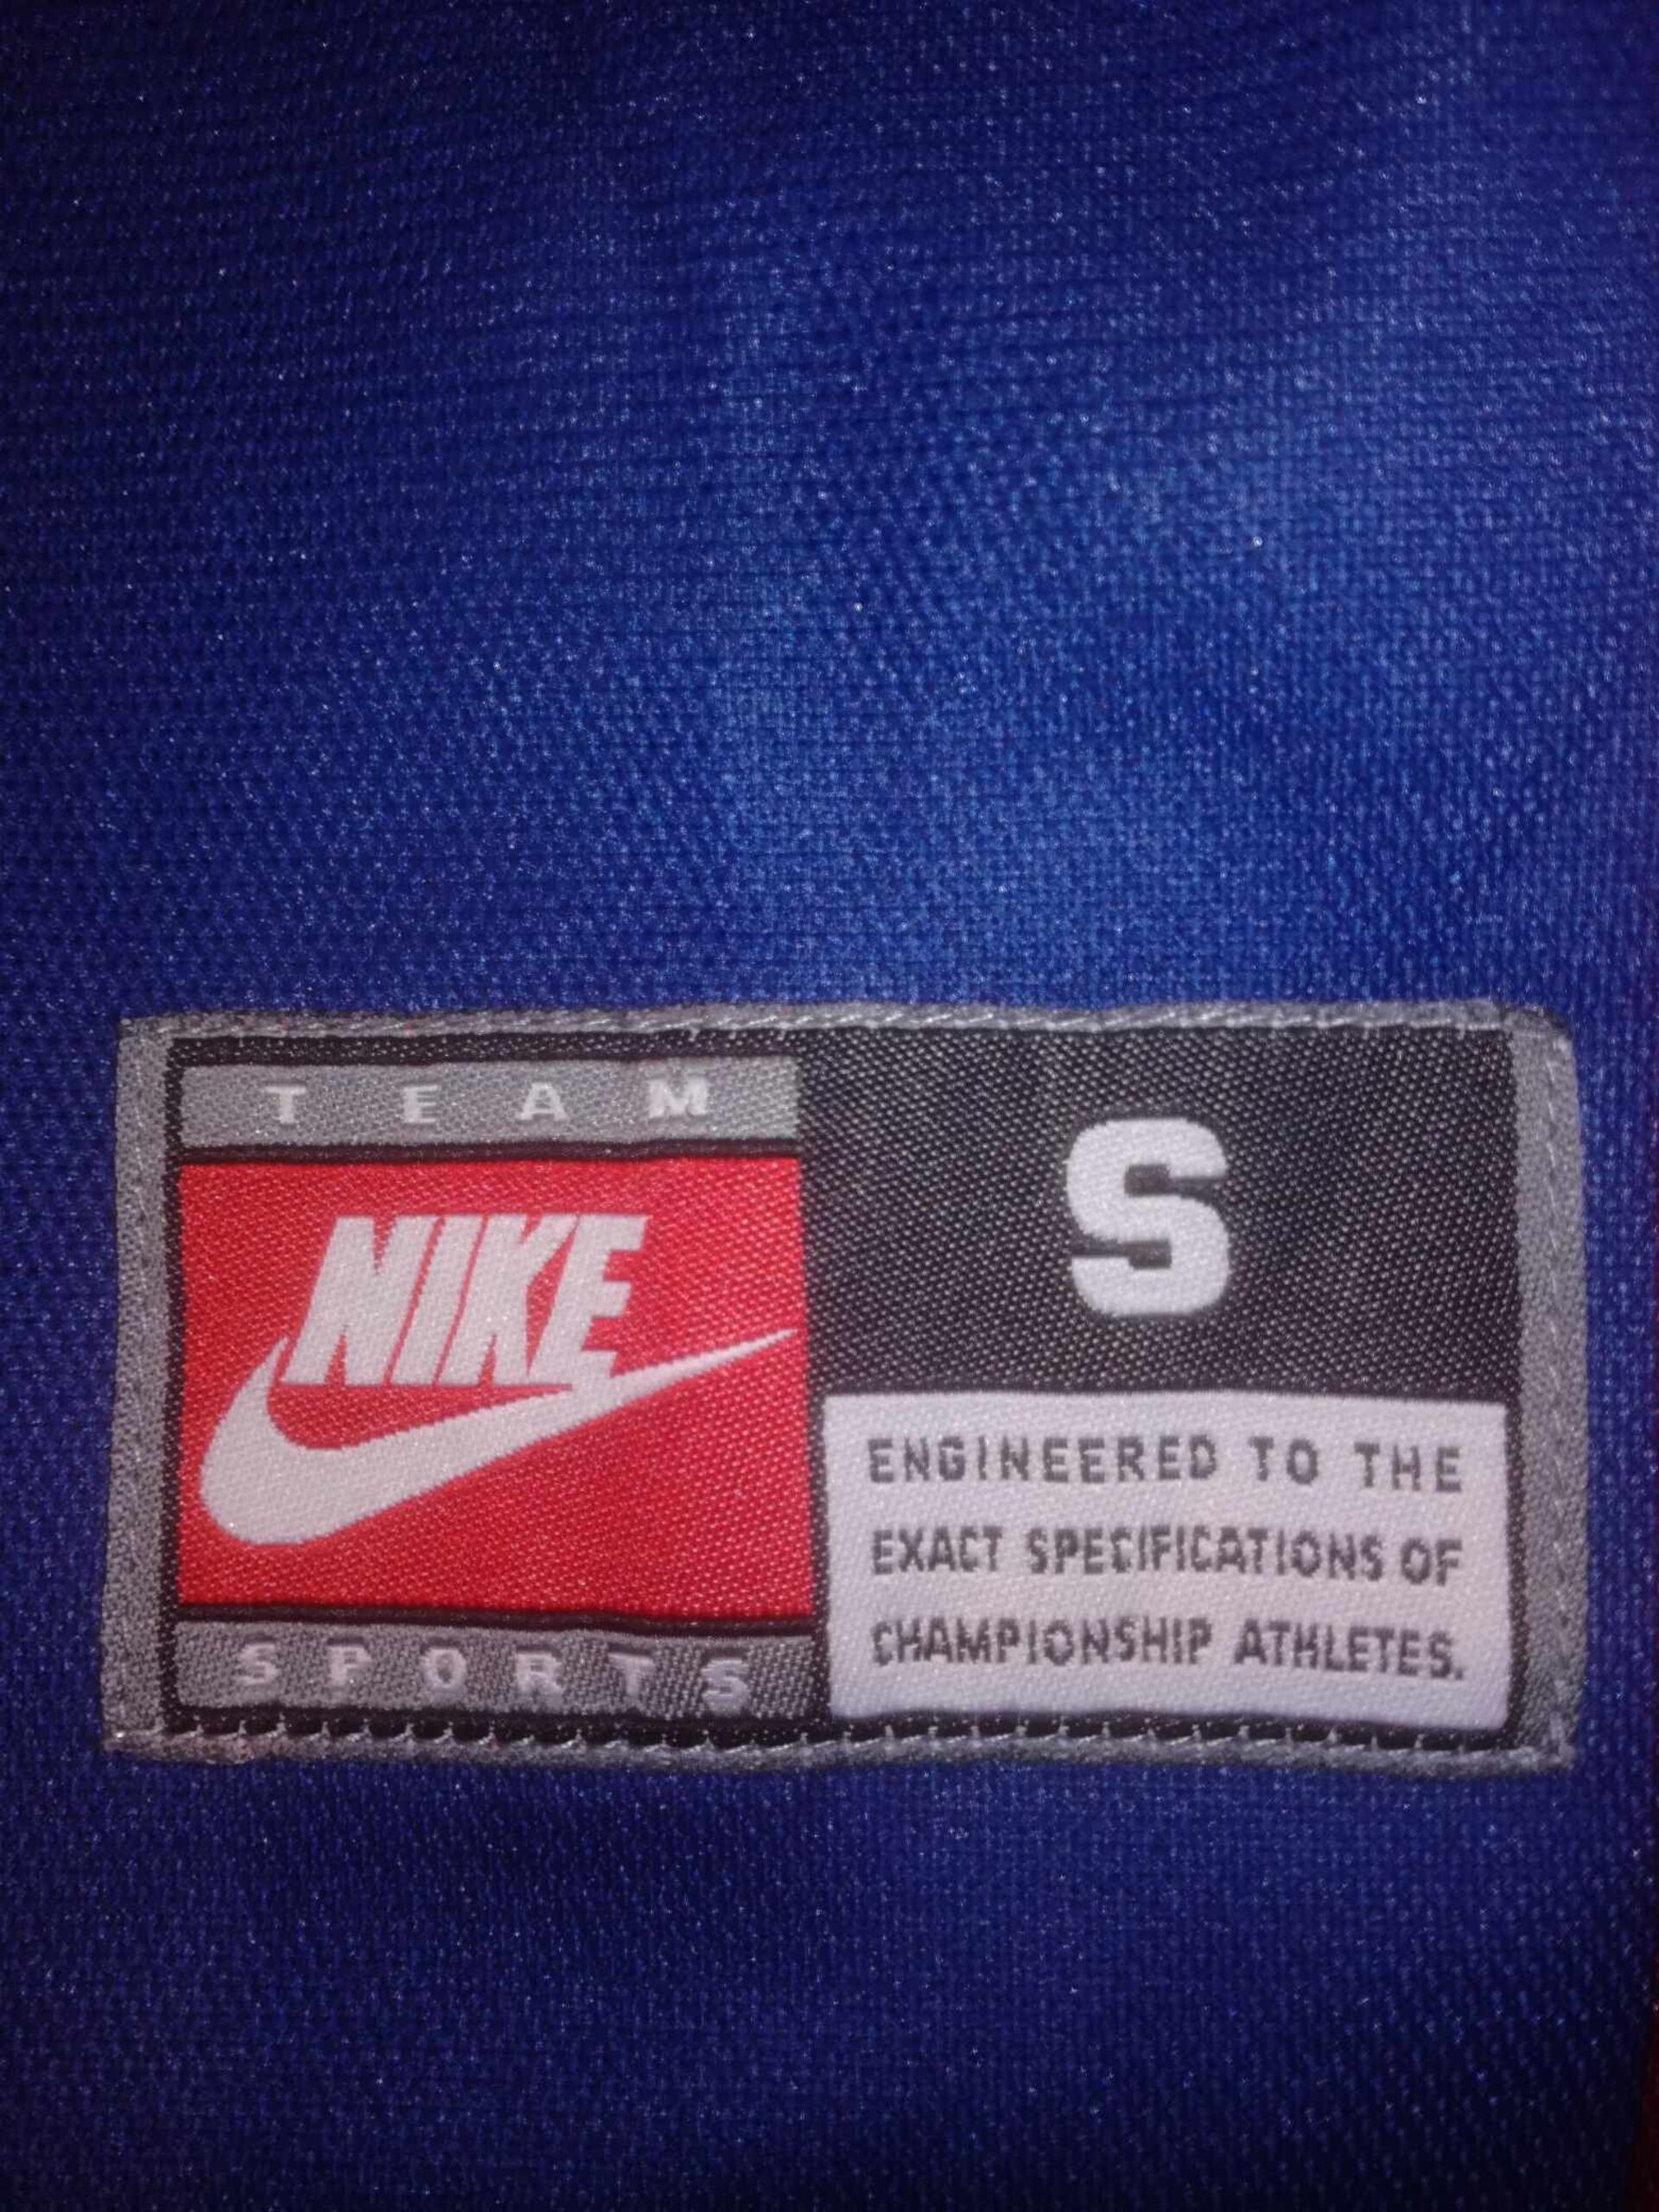 TEAM
NIKE
SPORTS
S
ENGINEERED TO THE
EXACT SPECIFICATIONS OF
CHAMPIONSHIP ATHLETES.